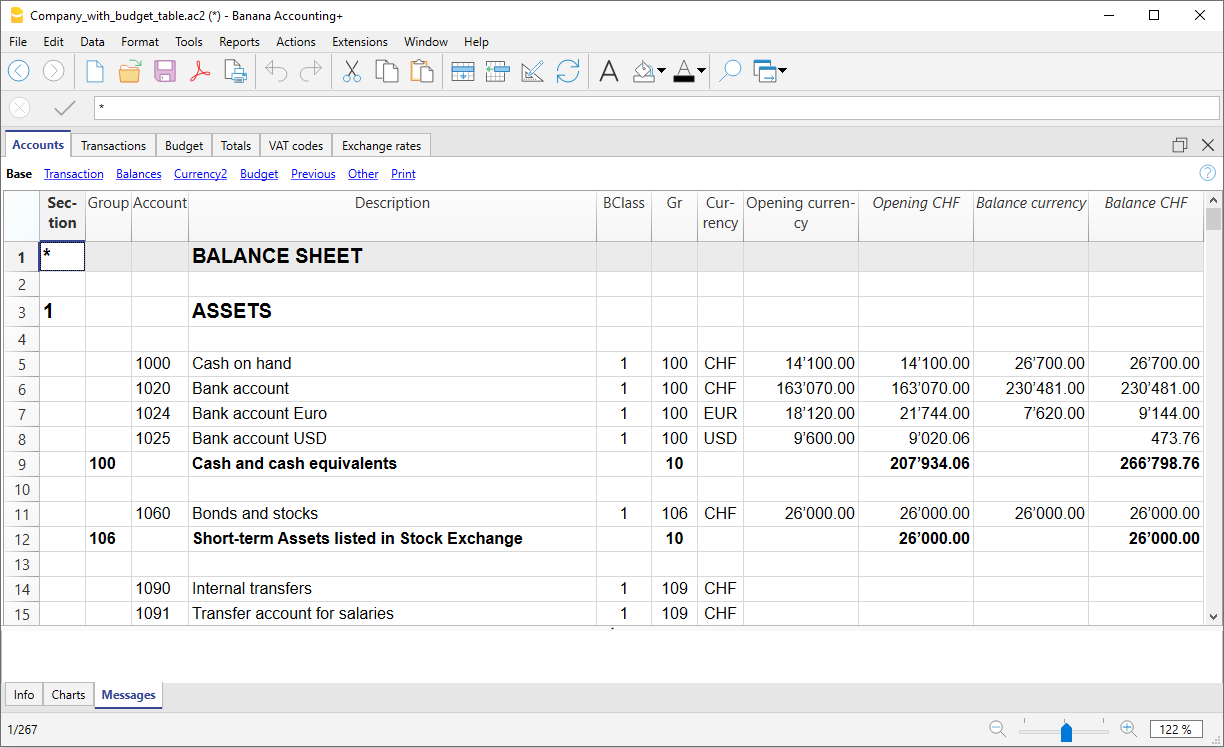 Company_with_budget_table.ac2 (*) - Banana Accounting+
File Edit Data Format Tools Reports Actions Extensions Window Help
*
Accounts Transactions Budget Totals VAT codes Exchange rates
Base Transaction Balances Currency2 Budget Previous Other Print
Sec- Group Account Description BClass Gr Cur- Opening curren- Opening CHF Balance currency Balance CHF
tion rency cy
1 * BALANCE SHEET
2
3 1 ASSETS
4
5 1000 Cash on hand 1 100 CHF 14’100.00 14’100.00 26’700.00 26’700.00
6 1020 Bank account 1 100 CHF 163’070.00 163’070.00 230’481.00 230’481.00
7 1024 Bank account Euro 1 100 EUR 18’120.00 21’744.00 7’620.00 9’144.00
8 1025 Bank account USD 1 100 USD 9’600.00 9’020.06 473.76
9 100 Cash and cash equivalents 10 207’934.06 266’798.76
10
11 1060 Bonds and stocks 1 106 CHF 26’000.00 26’000.00 26’000.00 26’000.00
12 106 Short-term Assets listed in Stock Exchange 10 26’000.00 26’000.00
13
14 1090 Internal transfers 1 109 CHF
15 1091 Transfer account for salaries 1 109 CHF
Info Charts Messages
1/267 122 %